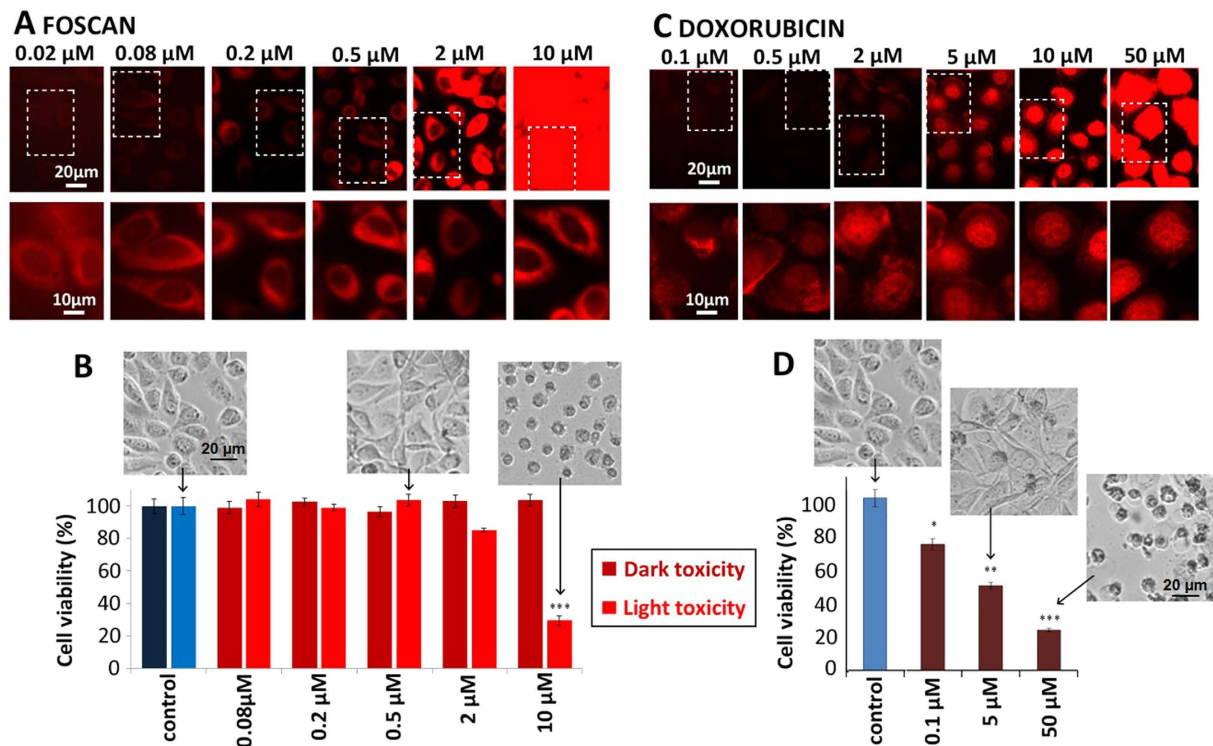 A FOSCAN
0.02 µM 0.08 µM 0.2 µM 0.5 µM 2 µM 10 µM
20µm
10µm
C DOXORUBICIN
0.1 µM 0.5 µM 2 µM 5 µM 10 µM 50 µM
20µm
10µm
B
20 µm
Cell viability (%)
100
80
60
40
20
0
***
control 0.08µM 0.2 µM 0.5 µM 2 µM 10 µM
Dark toxicity
Light toxicity
D
20 µm
Cell viability (%)
100
80
60
40
20
0
*
**
***
control 0.1 µM 5 µM 50 µM